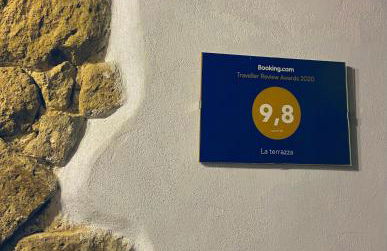 Booking.com
Traveller Review Awards 2020
9,8
La terrazza